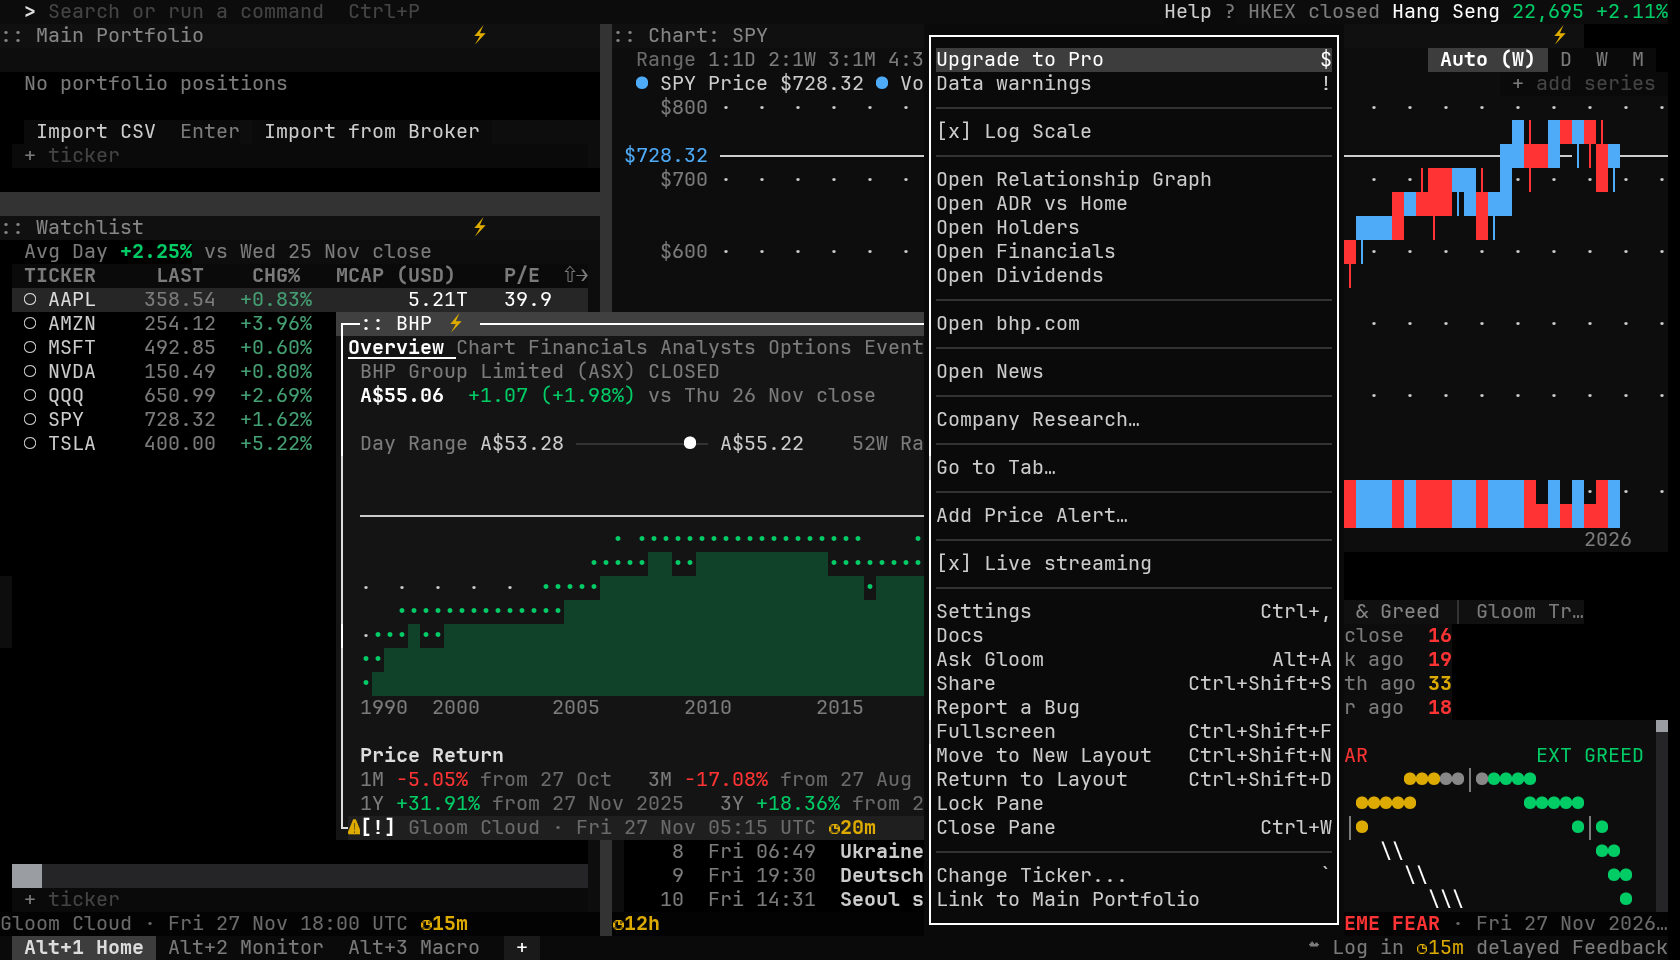 > Search or run a command  Ctrl+P
Help ? HKEX closed Hang Seng 22,695 +2.11%
:: Main Portfolio
No portfolio positions
Import CSV  Enter  Import from Broker
+ ticker
:: Watchlist
Avg Day +2.25% vs Wed 25 Nov close
TICKER  LAST  CHG%  MCAP (USD)  P/E  ⇧→
AAPL  358.54  +0.83%  5.21T  39.9
AMZN  254.12  +3.96%
MSFT  492.85  +0.60%
NVDA  150.49  +0.80%
QQQ  650.99  +2.69%
SPY  728.32  +1.62%
TSLA  400.00  +5.22%
+ ticker
Gloom Cloud · Fri 27 Nov 18:00 UTC 15m
:: Chart: SPY
Range 1:1D 2:1W 3:1M 4:3
Auto (W)  D  W  M
SPY Price $728.32  Vo
+ add series
$800
$728.32
$700
$600
2026
:: BHP
Overview Chart Financials Analysts Options Event
BHP Group Limited (ASX) CLOSED
A$55.06  +1.07 (+1.98%) vs Thu 26 Nov close
Day Range A$53.28  A$55.22  52W Ra
1990  2000  2005  2010  2015
Price Return
1M -5.05% from 27 Oct  3M -17.08% from 27 Aug
1Y +31.91% from 27 Nov 2025  3Y +18.36% from 2
[!] Gloom Cloud · Fri 27 Nov 05:15 UTC 20m
8  Fri 06:49  Ukraine
9  Fri 19:30  Deutsch
10  Fri 14:31  Seoul s
12h
Upgrade to Pro  $
Data warnings  !
[x] Log Scale
Open Relationship Graph
Open ADR vs Home
Open Holders
Open Financials
Open Dividends
Open bhp.com
Open News
Company Research…
Go to Tab…
Add Price Alert…
[x] Live streaming
Settings  Ctrl+,
Docs
Ask Gloom  Alt+A
Share  Ctrl+Shift+S
Report a Bug
Fullscreen  Ctrl+Shift+F
Move to New Layout  Ctrl+Shift+N
Return to Layout  Ctrl+Shift+D
Lock Pane
Close Pane  Ctrl+W
Change Ticker...  `
Link to Main Portfolio
& Greed  Gloom Tr…
close  16
k ago  19
th ago  33
r ago  18
AR  EXT GREED
EME FEAR · Fri 27 Nov 2026…
Alt+1 Home  Alt+2 Monitor  Alt+3 Macro  +
Log in 15m delayed Feedback